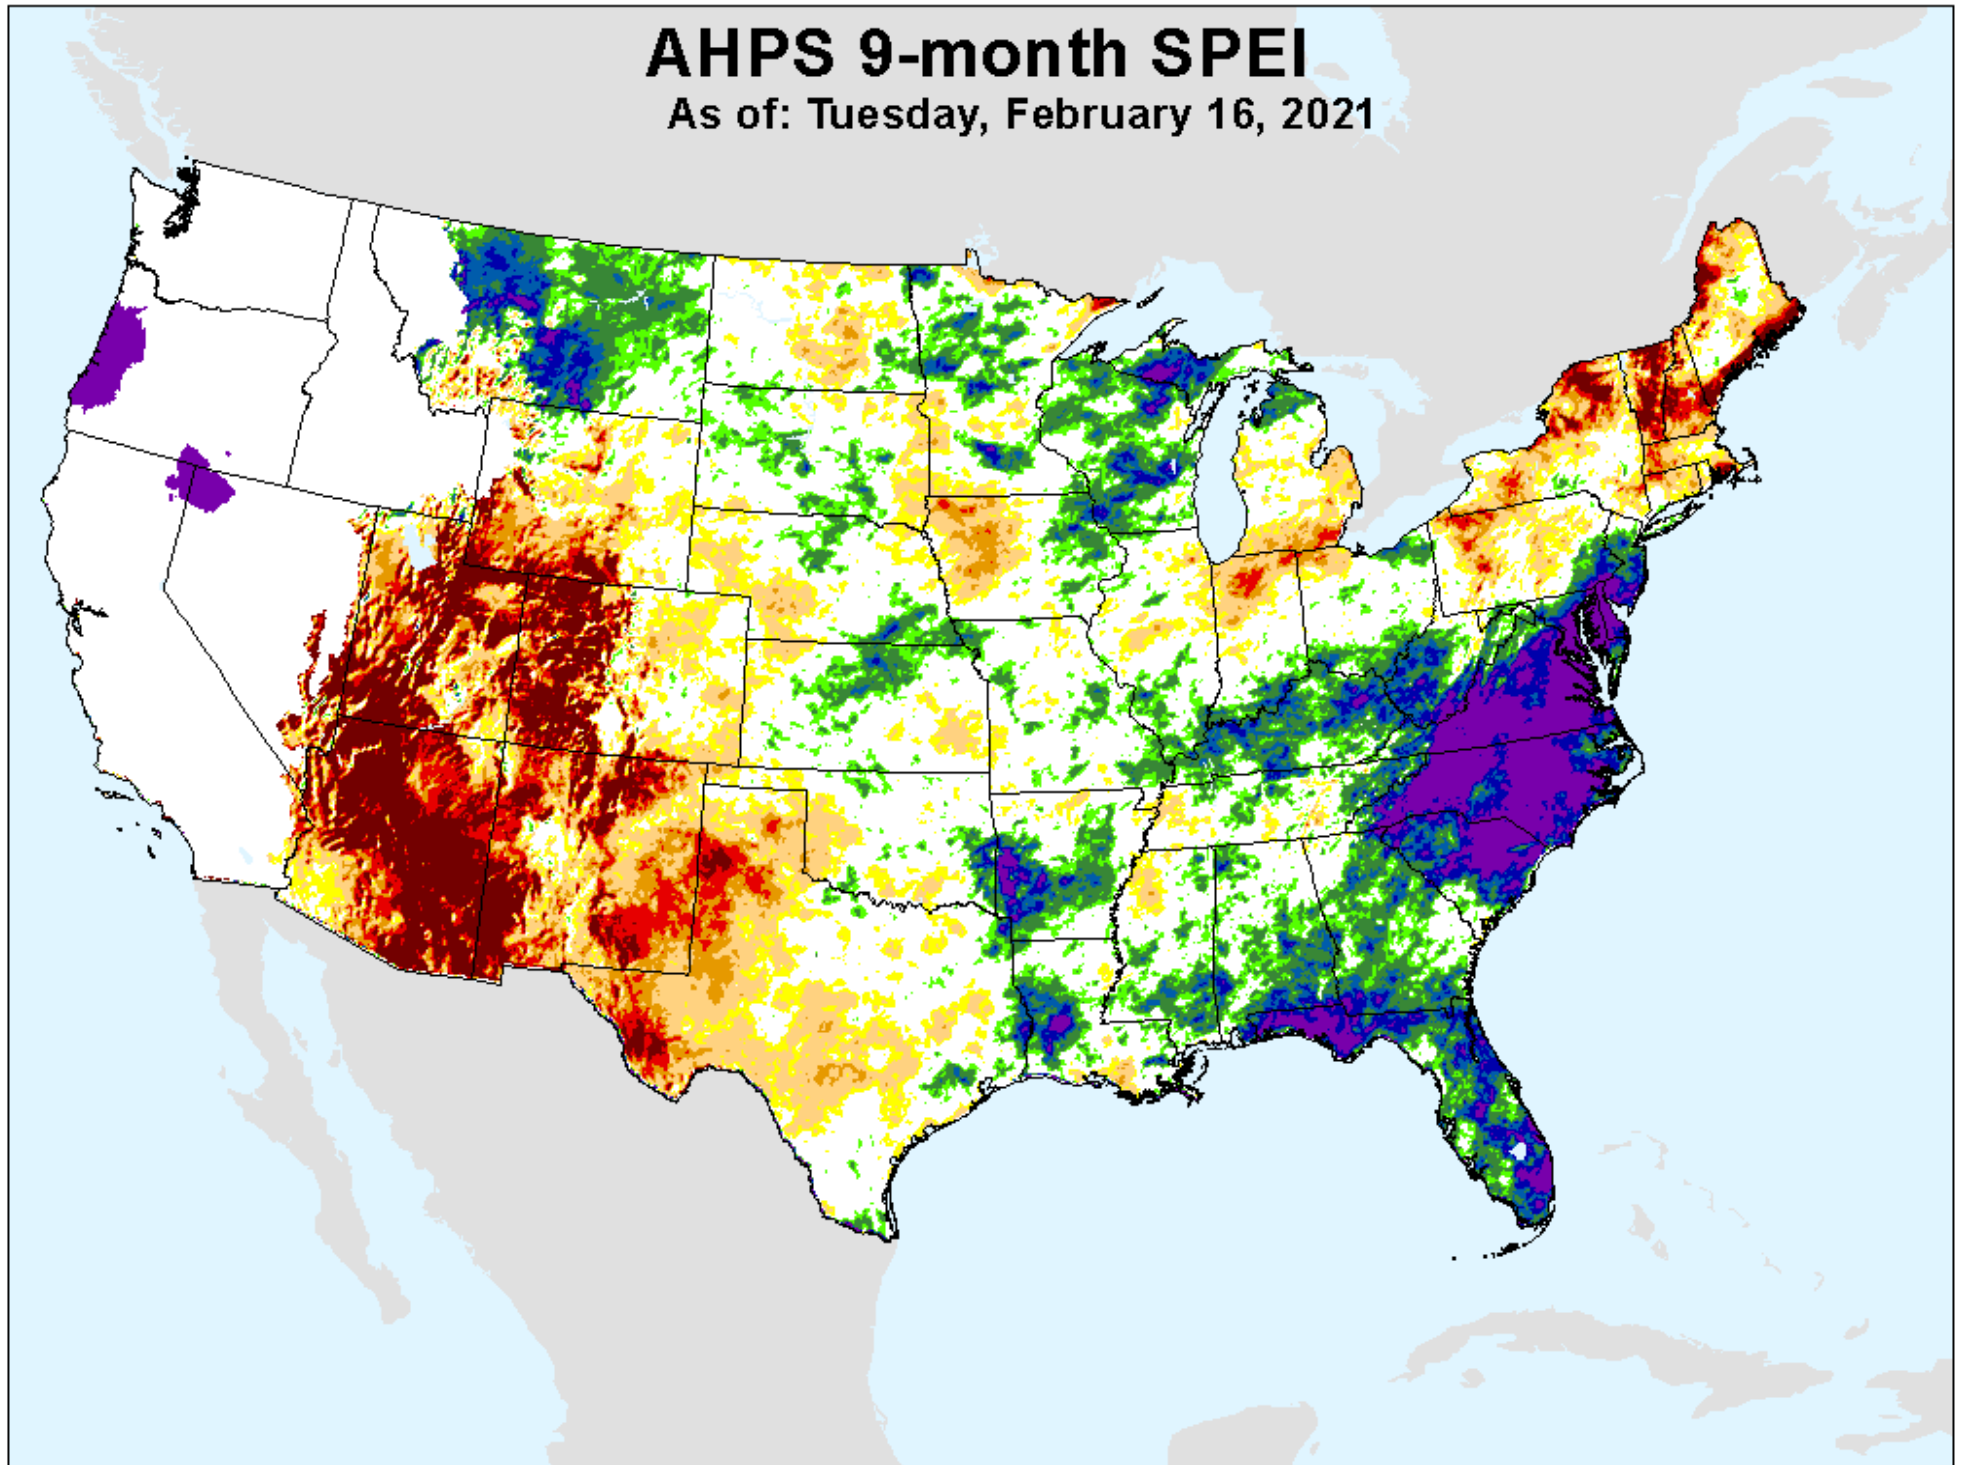 AHPS 9-month SPEI
As of: Tuesday, February 16, 2021